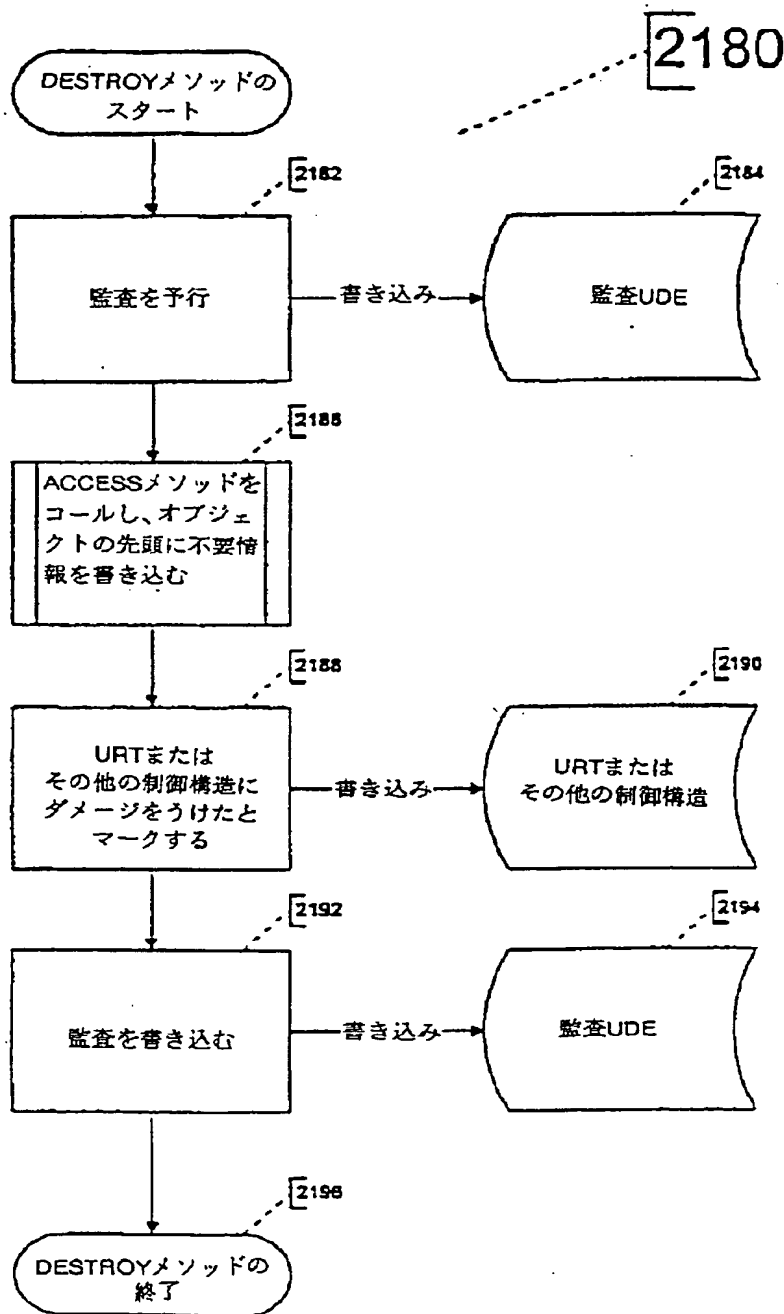 2180
DESTROYメソッドの
スタート
2182
2184
監査を予行
書き込み
監査UDE
2186
ACCESSメソッドを
コールし、オブジェ
クトの先頭に不要情
報を書き込む
2188
2190
URTまたは
その他の制御構造に
ダメージをうけたと
マークする
書き込み
URTまたは
その他の制御構造
2192
2194
監査を書き込む
書き込み
監査UDE
2196
DESTROYメソッドの
終了